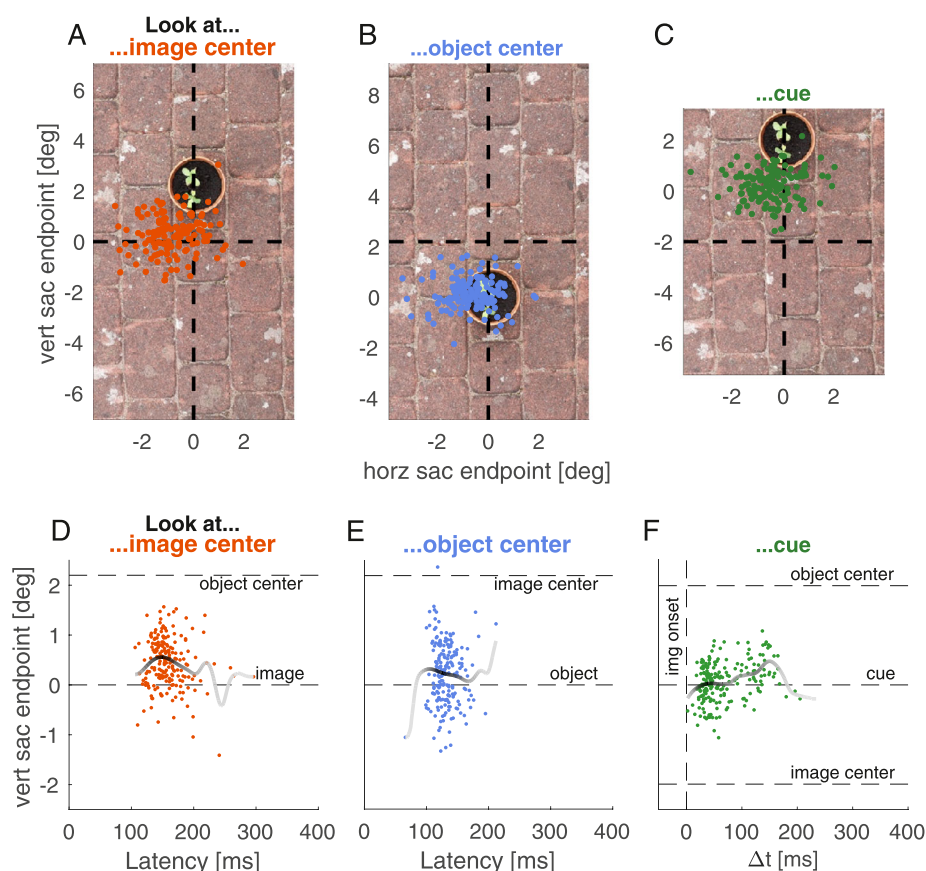 A
Look at...
...image center
B
...object center
C
...cue
vert sac endpoint [deg]
6
4
2
0
-2
-4
-6
-2
0
2
8
6
4
2
0
-2
-4
-2
0
2
2
0
-2
-4
-6
-2
0
2
horz sac endpoint [deg]
D
Look at...
...image center
E
...object center
F
...cue
vert sac endpoint [deg]
2
1
0
-1
-2
object center
image
0
100
200
300
400
Latency [ms]
image center
object
0
100
200
300
400
Latency [ms]
img onset
object center
cue
image center
0
100
200
300
400
Δt [ms]